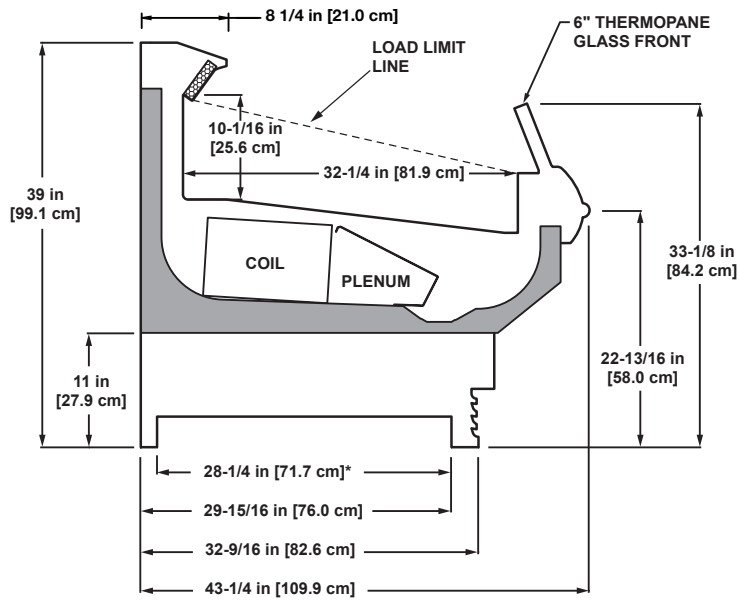 8 1/4 in [21.0 cm]
6" THERMOPANE
GLASS FRONT
LOAD LIMIT
LINE
10-1/16 in
[25.6 cm]
32-1/4 in [81.9 cm]
39 in
[99.1 cm]
33-1/8 in
[84.2 cm]
COIL
PLENUM
22-13/16 in
[58.0 cm]
11 in
[27.9 cm]
28-1/4 in [71.7 cm]*
29-15/16 in [76.0 cm]
32-9/16 in [82.6 cm]
43-1/4 in [109.9 cm]